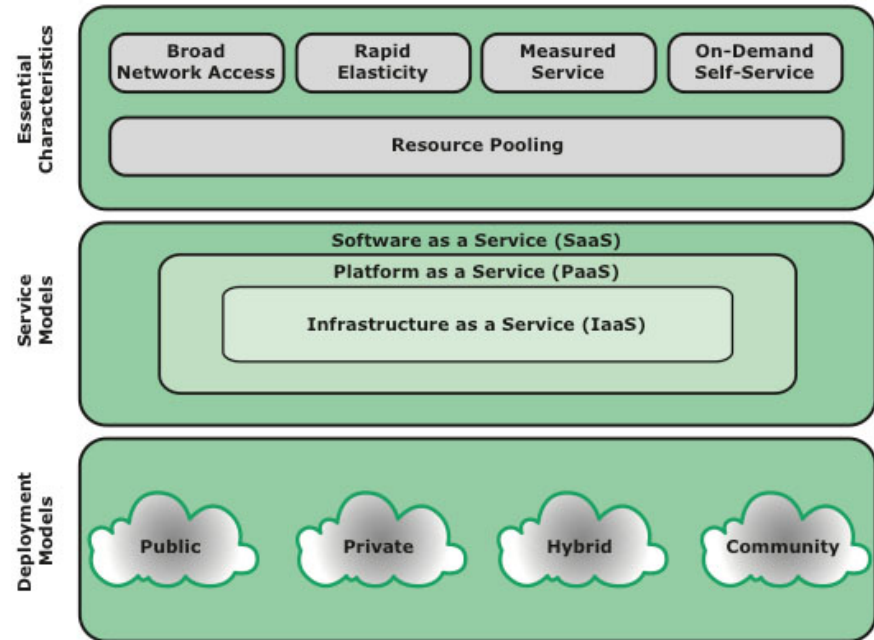 Essential
Characteristics
Broad
Network Access
Rapid
Elasticity
Measured
Service
On-Demand
Self-Service
Resource Pooling
Service
Models
Software as a Service (SaaS)
Platform as a Service (PaaS)
Infrastructure as a Service (IaaS)
Deployment
Models
Public
Private
Hybrid
Community